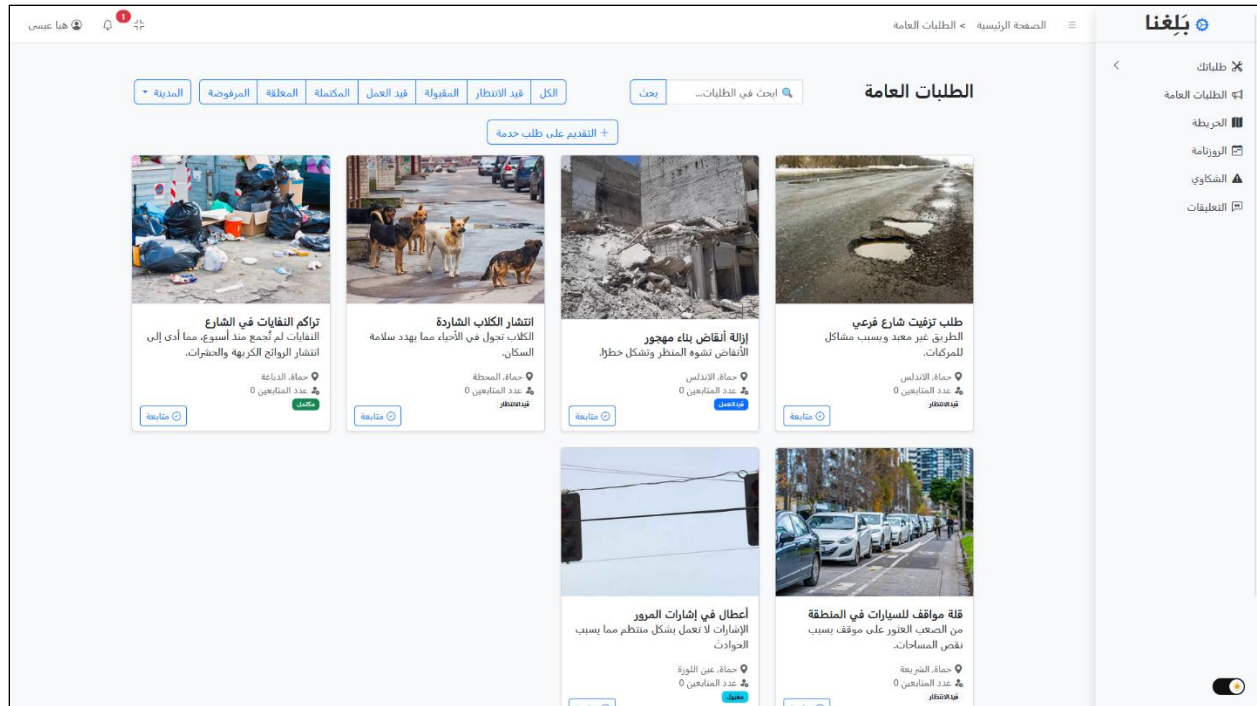 بَلِغنا
الصفحة الرئيسية > الطلبات العامة
1
هيا عيسى
طلباتك
الطلبات العامة
الخريطة
الروزنامة
الشكاوي
التعليقات
الطلبات العامة
ابحث في الطلبات...
بحث
الكل
قيد الانتظار
المقبولة
قيد العمل
المكتملة
المعلقة
المرفوضة
المدينة
+ التقديم على طلب خدمة
طلب تزفيت شارع فرعي
الطريق غير معبد ويسبب مشاكل
للمركبات.
حماة, الاندلس
عدد المتابعين 0
قيد الانتظار
متابعة
إزالة أنقاض بناء مهجور
الأنقاض تشوه المنظر وتشكل خطرًا.
حماة, الاندلس
عدد المتابعين 0
قيد العمل
متابعة
انتشار الكلاب الشاردة
الكلاب تجول في الأحياء مما يهدد سلامة
السكان.
حماة, المحطة
عدد المتابعين 0
قيد الانتظار
متابعة
تراكم النفايات في الشارع
النفايات لم تُجمع منذ أسبوع، مما أدى إلى
انتشار الروائح الكريهة والحشرات.
حماة, الدباغة
عدد المتابعين 0
مكتمل
متابعة
قلة مواقف للسيارات في المنطقة
من الصعب العثور على موقف بسبب
نقص المساحات.
حماة, الشريعة
عدد المتابعين 0
قيد الانتظار
أعطال في إشارات المرور
الإشارات لا تعمل بشكل منتظم مما يسبب
الحوادث
حماة, عين اللوزة
عدد المتابعين 0
مقبول